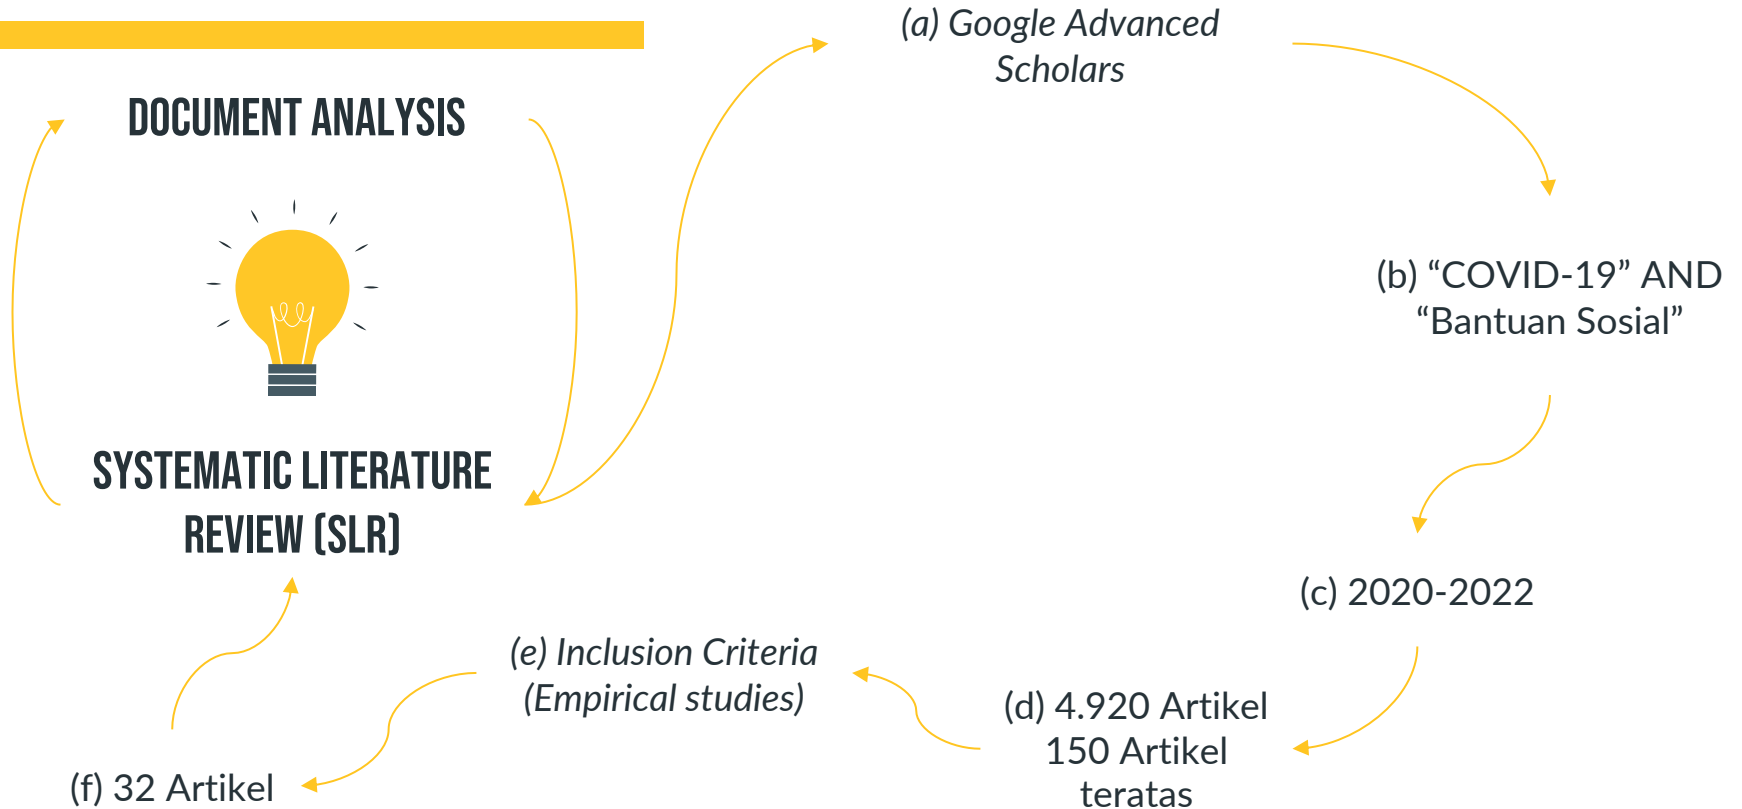 DOCUMENT ANALYSIS
SYSTEMATIC LITERATURE
REVIEW (SLR)
(a) Google Advanced
Scholars
(b) “COVID-19” AND
“Bantuan Sosial”
(c) 2020-2022
(d) 4.920 Artikel
150 Artikel
teratas
(e) Inclusion Criteria
(Empirical studies)
(f) 32 Artikel